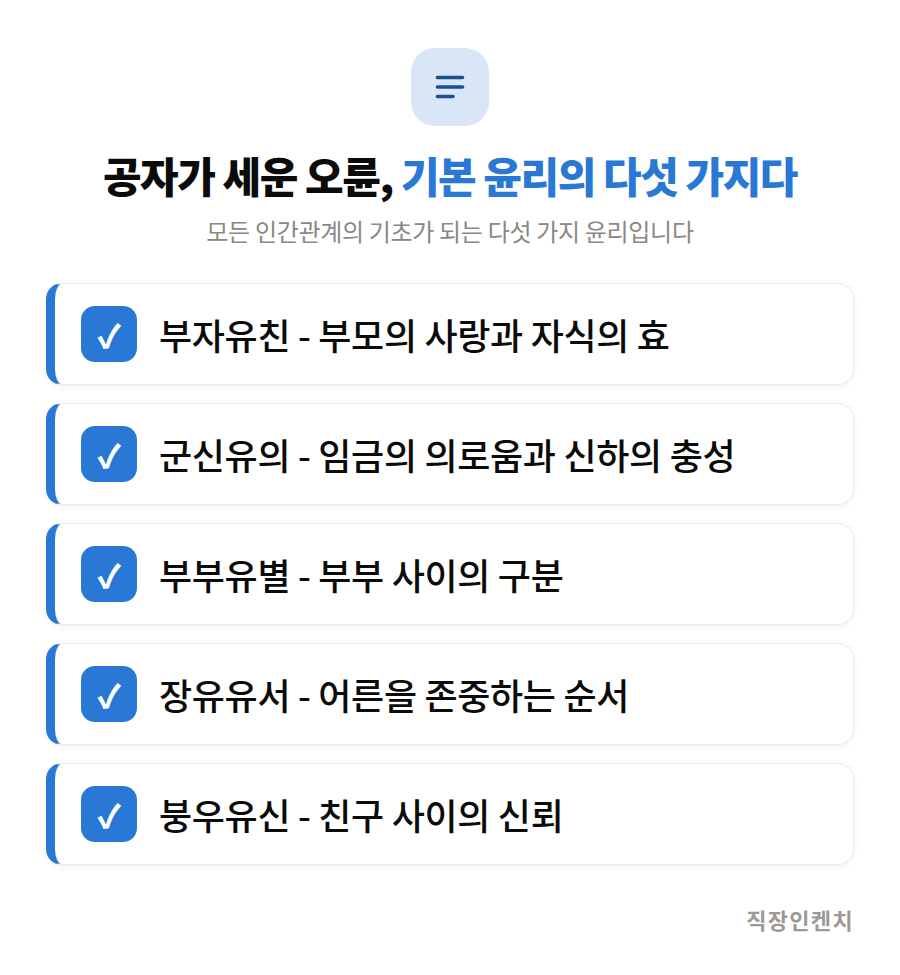 공자가 세운 오륜, 기본 윤리의 다섯 가지다
모든 인간관계의 기초가 되는 다섯 가지 윤리입니다
부자유친 - 부모의 사랑과 자식의 효
군신유의 - 임금의 의로움과 신하의 충성
부부유별 - 부부 사이의 구분
장유유서 - 어른을 존중하는 순서
붕우유신 - 친구 사이의 신뢰
직장인켄치